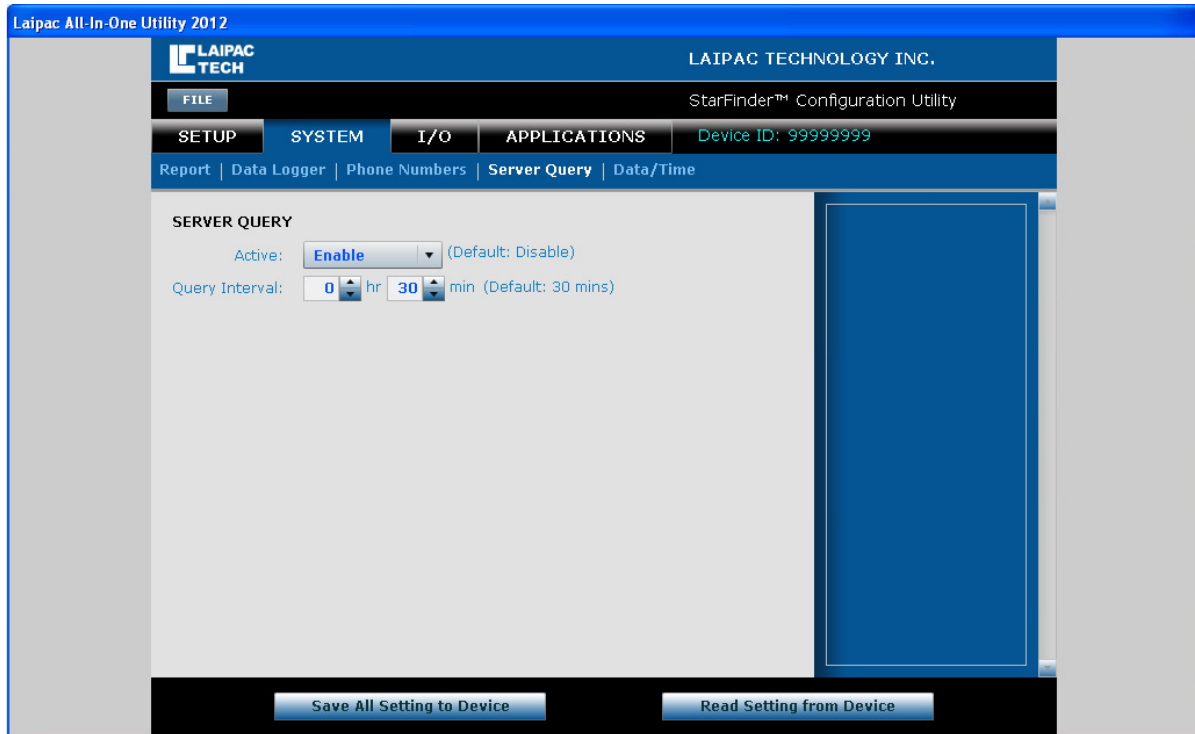 Laipac All-In-One Utility 2012
LAIPAC
TECH
LAIPAC TECHNOLOGY INC.
FILE
StarFinder™ Configuration Utility
SETUP SYSTEM I/O APPLICATIONS Device ID: 99999999
Report | Data Logger | Phone Numbers | Server Query | Data/Time
SERVER QUERY
Active: Enable (Default: Disable)
Query Interval: 0 hr 30 min (Default: 30 mins)
Save All Setting to Device Read Setting from Device